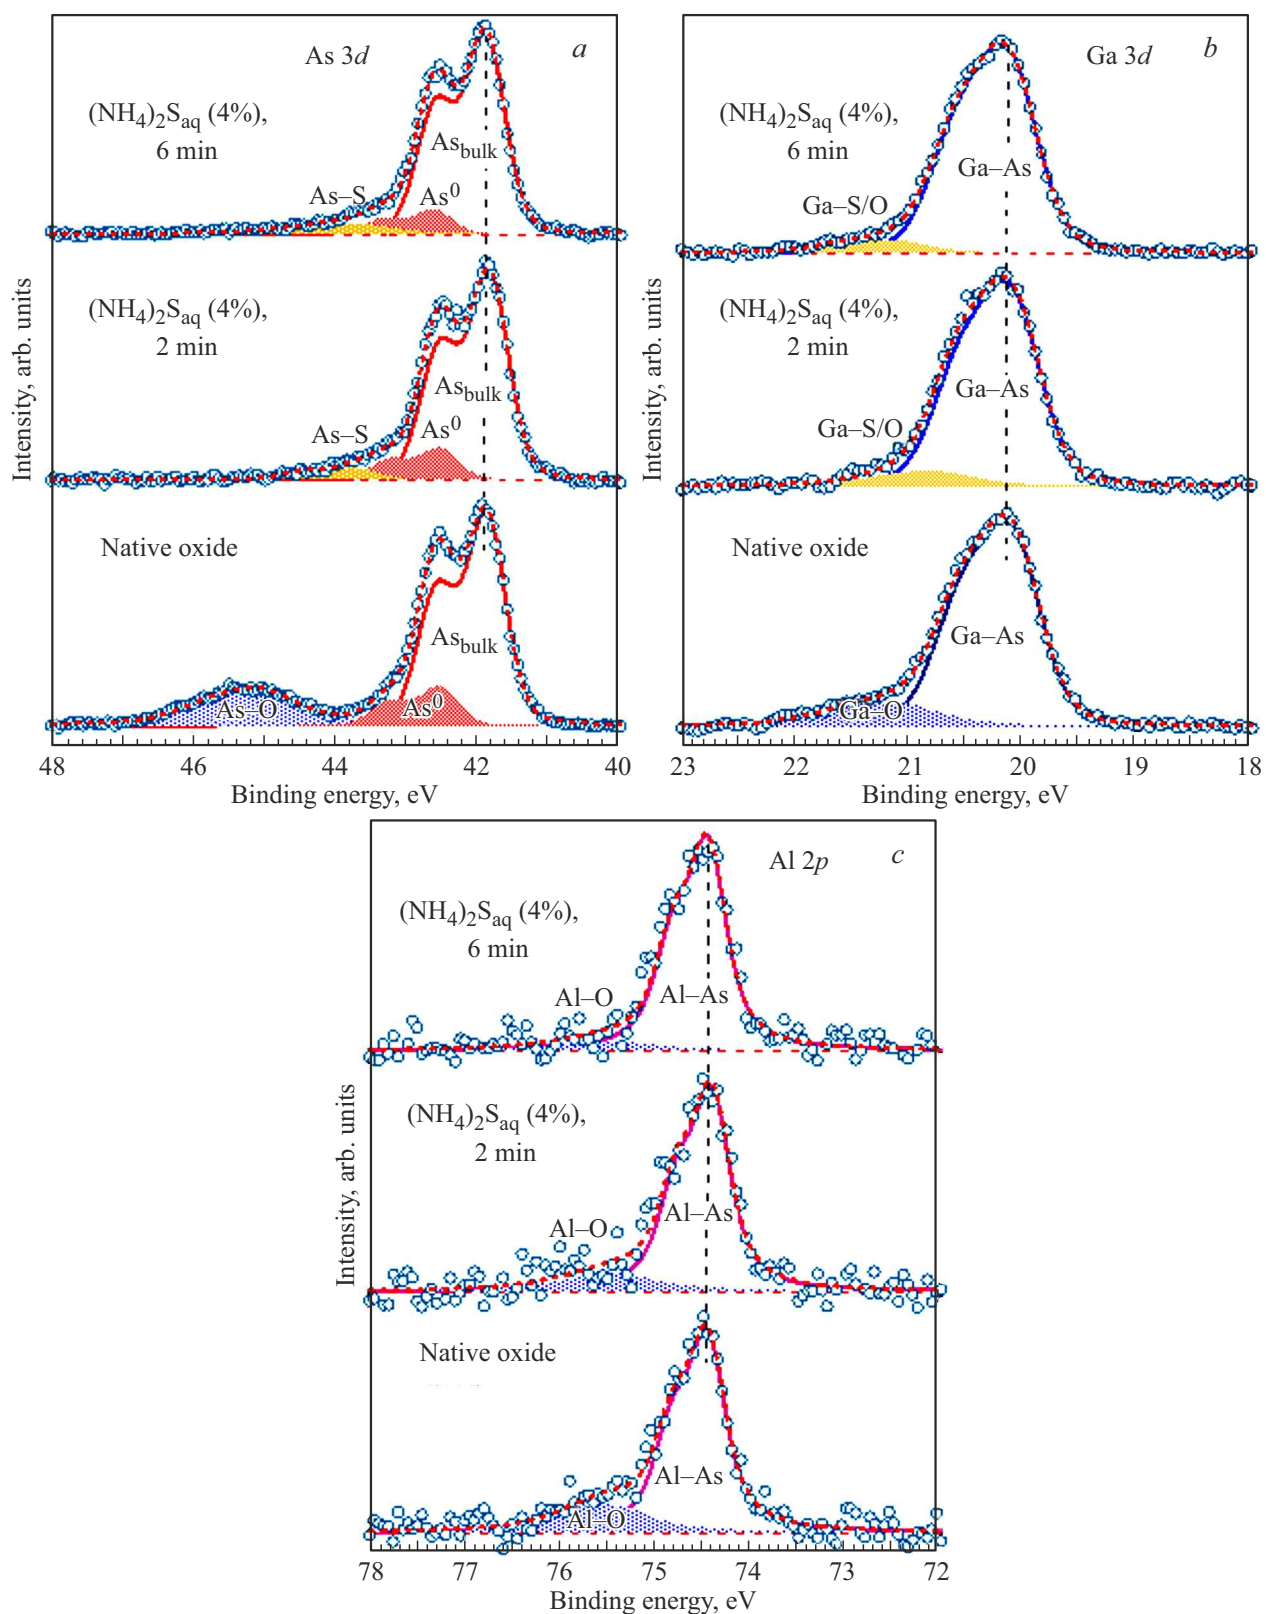 As 3d
a
(NH4)2Saq (4%),
6 min
Asbulk
As–S
As0
(NH4)2Saq (4%),
2 min
Asbulk
As–S
As0
Native oxide
Asbulk
As–O
As0
Intensity, arb. units
48 46 44 42 40
Binding energy, eV
Ga 3d
b
(NH4)2Saq (4%),
6 min
Ga–As
Ga–S/O
(NH4)2Saq (4%),
2 min
Ga–As
Ga–S/O
Native oxide
Ga–As
Ga–O
Intensity, arb. units
23 22 21 20 19 18
Binding energy, eV
Al 2p
c
(NH4)2Saq (4%),
6 min
Al–O
Al–As
(NH4)2Saq (4%),
2 min
Al–O
Al–As
Native oxide
Al–As
Al–O
Intensity, arb. units
78 77 76 75 74 73 72
Binding energy, eV